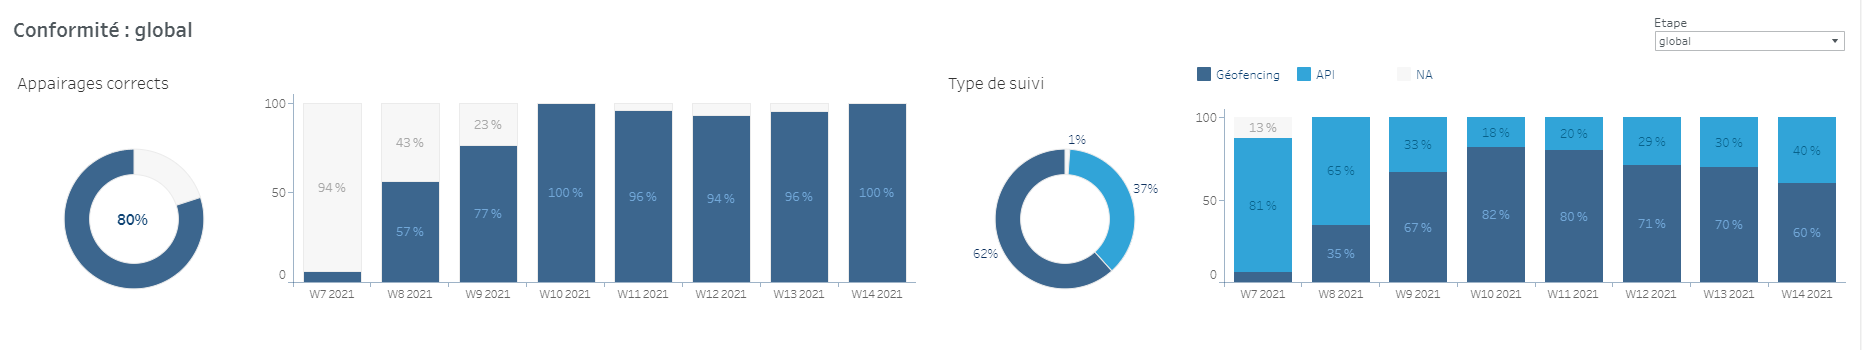 Conformité : global
Etape
global
Appairages corrects
80%
100
50
0
94 %
43 %
57 %
23 %
77 %
100 %
96 %
94 %
96 %
100 %
W7 2021
W8 2021
W9 2021
W10 2021
W11 2021
W12 2021
W13 2021
W14 2021
Type de suivi
1%
37%
62%
Géofencing
API
NA
100
50
0
13 %
81 %
65 %
35 %
33 %
67 %
18 %
82 %
20 %
80 %
29 %
71 %
30 %
70 %
40 %
60 %
W7 2021
W8 2021
W9 2021
W10 2021
W11 2021
W12 2021
W13 2021
W14 2021